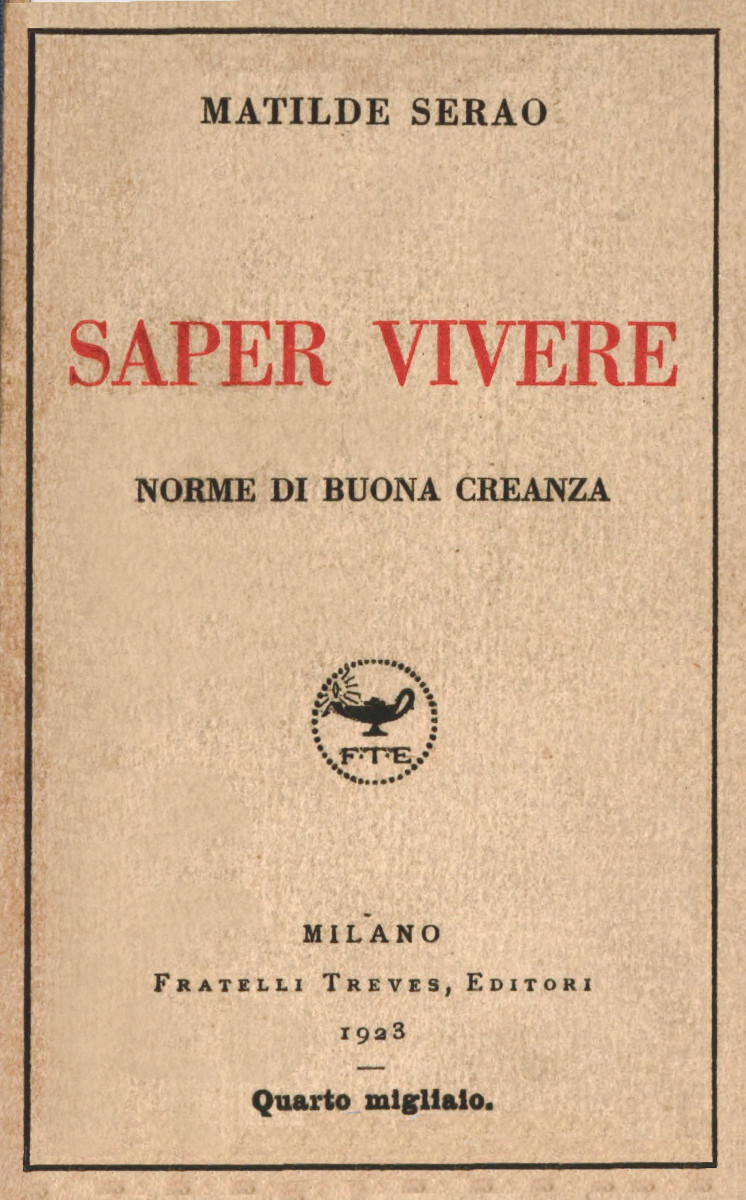 MATILDE SERAO
SAPER VIVERE
NORME DI BUONA CREANZA
F·T·E
MILANO
FRATELLI TREVES, EDITORI
1923
Quarto migliaio.